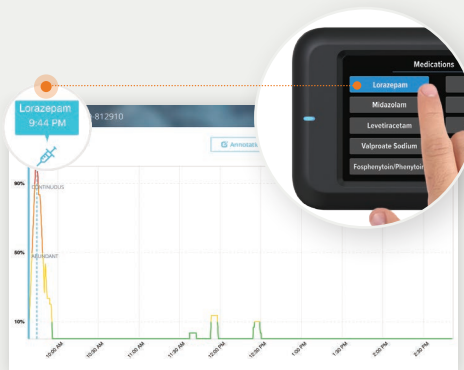 Medications
Lorazepam
Midazolam
Levetiracetam
Valproate Sodium
Fosphenytoin/Phenytoin
Lorazepam
9:44 PM
-812910
Annotate
90%
CONTINUOUS
50%
ABUNDANT
10%
10:00 AM
10:30 AM
11:00 AM
11:30 AM
12:00 PM
12:30 PM
1:00 PM
1:30 PM
2:00 PM
2:30 PM